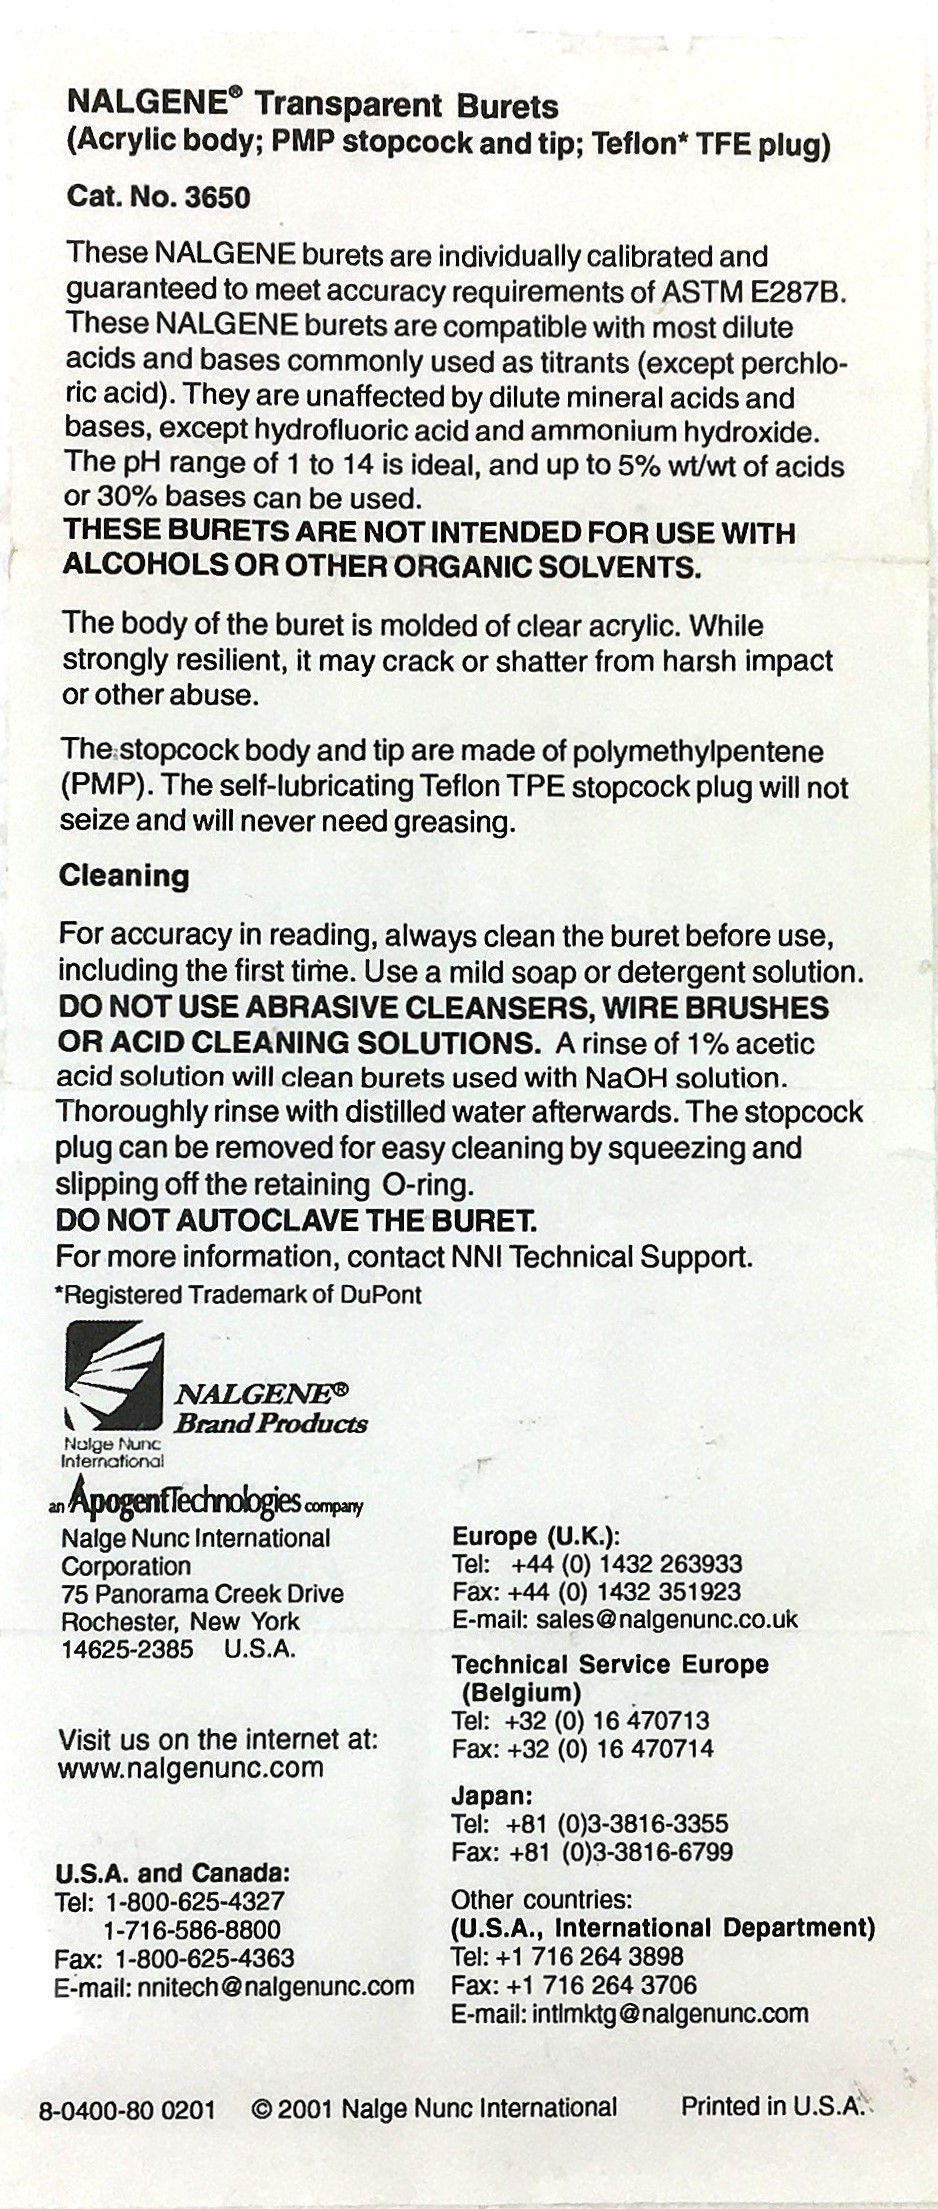 NALGENE® Transparent Burets
(Acrylic body; PMP stopcock and tip; Teflon* TFE plug)
Cat. No. 3650
These NALGENE burets are individually calibrated and
guaranteed to meet accuracy requirements of ASTM E287B.
These NALGENE burets are compatible with most dilute
acids and bases commonly used as titrants (except perchlo-
ric acid). They are unaffected by dilute mineral acids and
bases, except hydrofluoric acid and ammonium hydroxide.
The pH range of 1 to 14 is ideal, and up to 5% wt/wt of acids
or 30% bases can be used.
THESE BURETS ARE NOT INTENDED FOR USE WITH
ALCOHOLS OR OTHER ORGANIC SOLVENTS.
The body of the buret is molded of clear acrylic. While
strongly resilient, it may crack or shatter from harsh impact
or other abuse.
The stopcock body and tip are made of polymethylpentene
(PMP). The self-lubricating Teflon TPE stopcock plug will not
seize and will never need greasing.
Cleaning
For accuracy in reading, always clean the buret before use,
including the first time. Use a mild soap or detergent solution.
DO NOT USE ABRASIVE CLEANSERS, WIRE BRUSHES
OR ACID CLEANING SOLUTIONS. A rinse of 1% acetic
acid solution will clean burets used with NaOH solution.
Thoroughly rinse with distilled water afterwards. The stopcock
plug can be removed for easy cleaning by squeezing and
slipping off the retaining O-ring.
DO NOT AUTOCLAVE THE BURET.
For more information, contact NNI Technical Support.
*Registered Trademark of DuPont
NALGENE®
Brand Products
Nalge Nunc
International
an Apogent Technologies company
Nalge Nunc International
Corporation
75 Panorama Creek Drive
Rochester, New York
14625-2385 U.S.A.
Visit us on the internet at:
www.nalgenunc.com
U.S.A. and Canada:
Tel: 1-800-625-4327
1-716-586-8800
Fax: 1-800-625-4363
E-mail: nnitech@nalgenunc.com
Europe (U.K.):
Tel: +44 (0) 1432 263933
Fax: +44 (0) 1432 351923
E-mail: sales@nalgenunc.co.uk
Technical Service Europe
(Belgium)
Tel: +32 (0) 16 470713
Fax: +32 (0) 16 470714
Japan:
Tel: +81 (0)3-3816-3355
Fax: +81 (0)3-3816-6799
Other countries:
(U.S.A., International Department)
Tel: +1 716 264 3898
Fax: +1 716 264 3706
E-mail: intlmktg@nalgenunc.com
8-0400-80 0201 © 2001 Nalge Nunc International Printed in U.S.A.